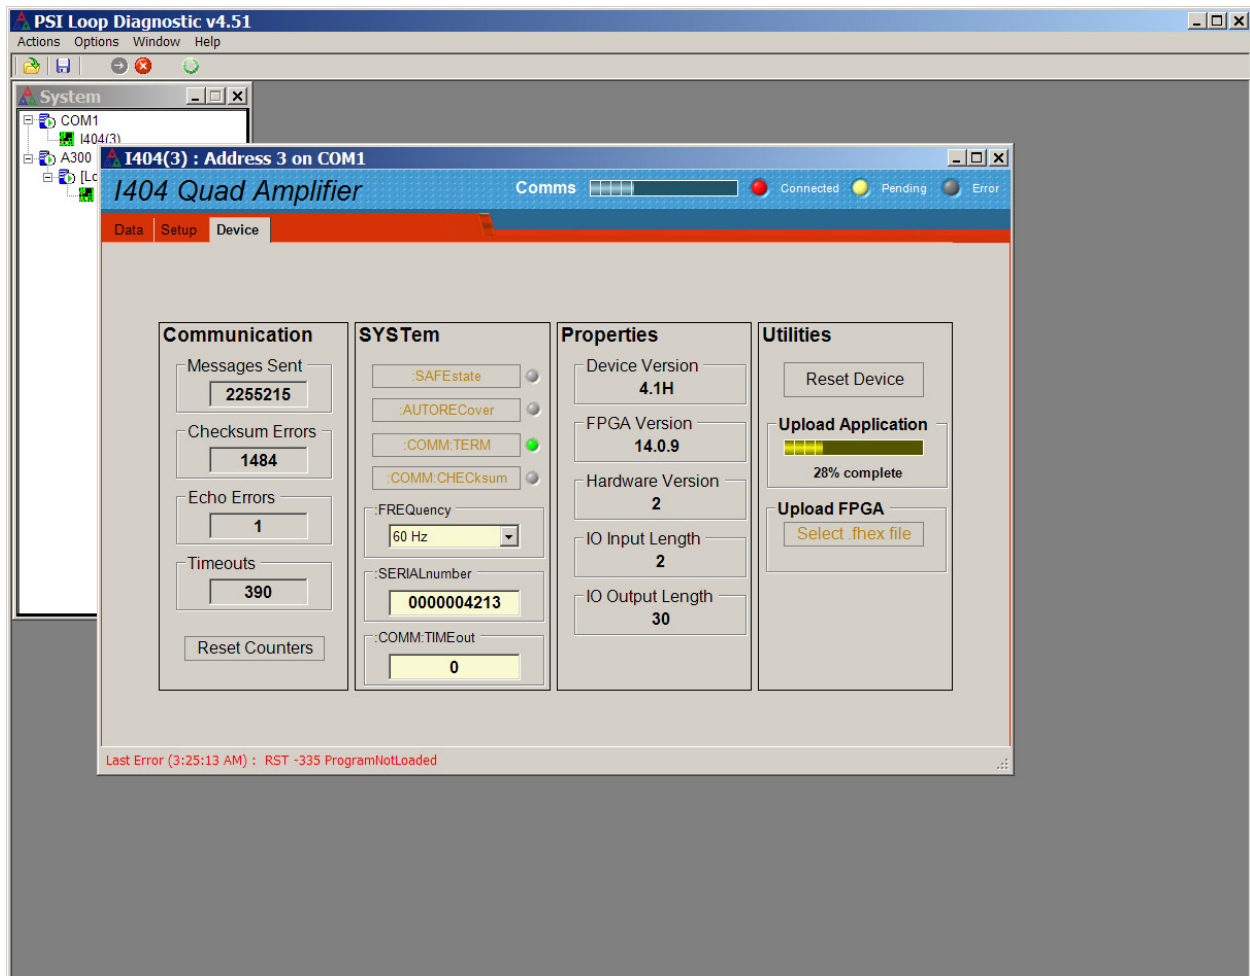 PSI Loop Diagnostic v4.51
Actions Options Window Help
System
COM1
I404(3)
A300
I404(3) : Address 3 on COM1
I404 Quad Amplifier
Comms
Connected
Pending
Error
Data
Setup
Device
Communication
Messages Sent
2255215
Checksum Errors
1484
Echo Errors
1
Timeouts
390
Reset Counters
SYSTem
:SAFEstate
:AUTORECover
:COMM:TERM
:COMM:CHECksum
:FREQuency
60 Hz
:SERIALnumber
0000004213
:COMM:TIMEout
0
Properties
Device Version
4.1H
FPGA Version
14.0.9
Hardware Version
2
IO Input Length
2
IO Output Length
30
Utilities
Reset Device
Upload Application
28% complete
Upload FPGA
Select .fhex file
Last Error (3:25:13 AM) : RST -335 ProgramNotLoaded